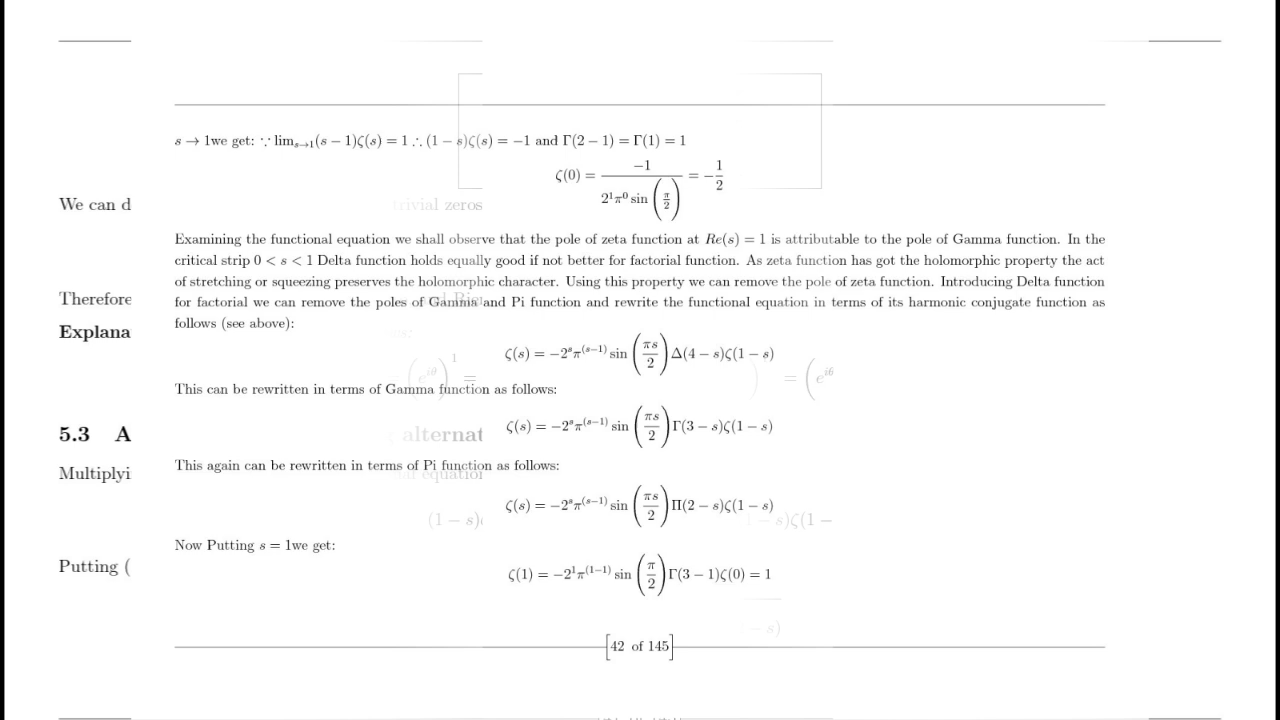 s → 1we get: ∵ lim_{s→1}(s − 1)ζ(s) = 1 ∴ (1 − s)ζ(s) = −1 and Γ(2 − 1) = Γ(1) = 1
ζ(0) = −1 / (2^1 π^0 sin (π/2)) = −1/2
We can d
trivial zeros
Examining the functional equation we shall observe that the pole of zeta function at Re(s) = 1 is attributable to the pole of Gamma function. In the
critical strip 0 < s < 1 Delta function holds equally good if not better for factorial function. As zeta function has got the holomorphic property the act
of stretching or squeezing preserves the holomorphic character. Using this property we can remove the pole of zeta function. Introducing Delta function
Therefore
for factorial we can remove the poles of Gamma and Pi function and rewrite the functional equation in terms of its harmonic conjugate function as
follows (see above):
Explana
ζ(s) = −2^s π^{(s−1)} sin (πs/2) Δ(4 − s)ζ(1 − s)
(e^{iθ})^1 =
) = (e^{iθ
This can be rewritten in terms of Gamma function as follows:
ζ(s) = −2^s π^{(s−1)} sin (πs/2) Γ(3 − s)ζ(1 − s)
5.3 A
alternat
This again can be rewritten in terms of Pi function as follows:
Multiplyi
equation
ζ(s) = −2^s π^{(s−1)} sin (πs/2) Π(2 − s)ζ(1 − s)
(1 − s)ζ
− s)ζ(1 −
Now Putting s = 1we get:
Putting (
ζ(1) = −2^1 π^{(1−1)} sin (π/2) Γ(3 − 1)ζ(0) = 1
− s)
[42 of 145]